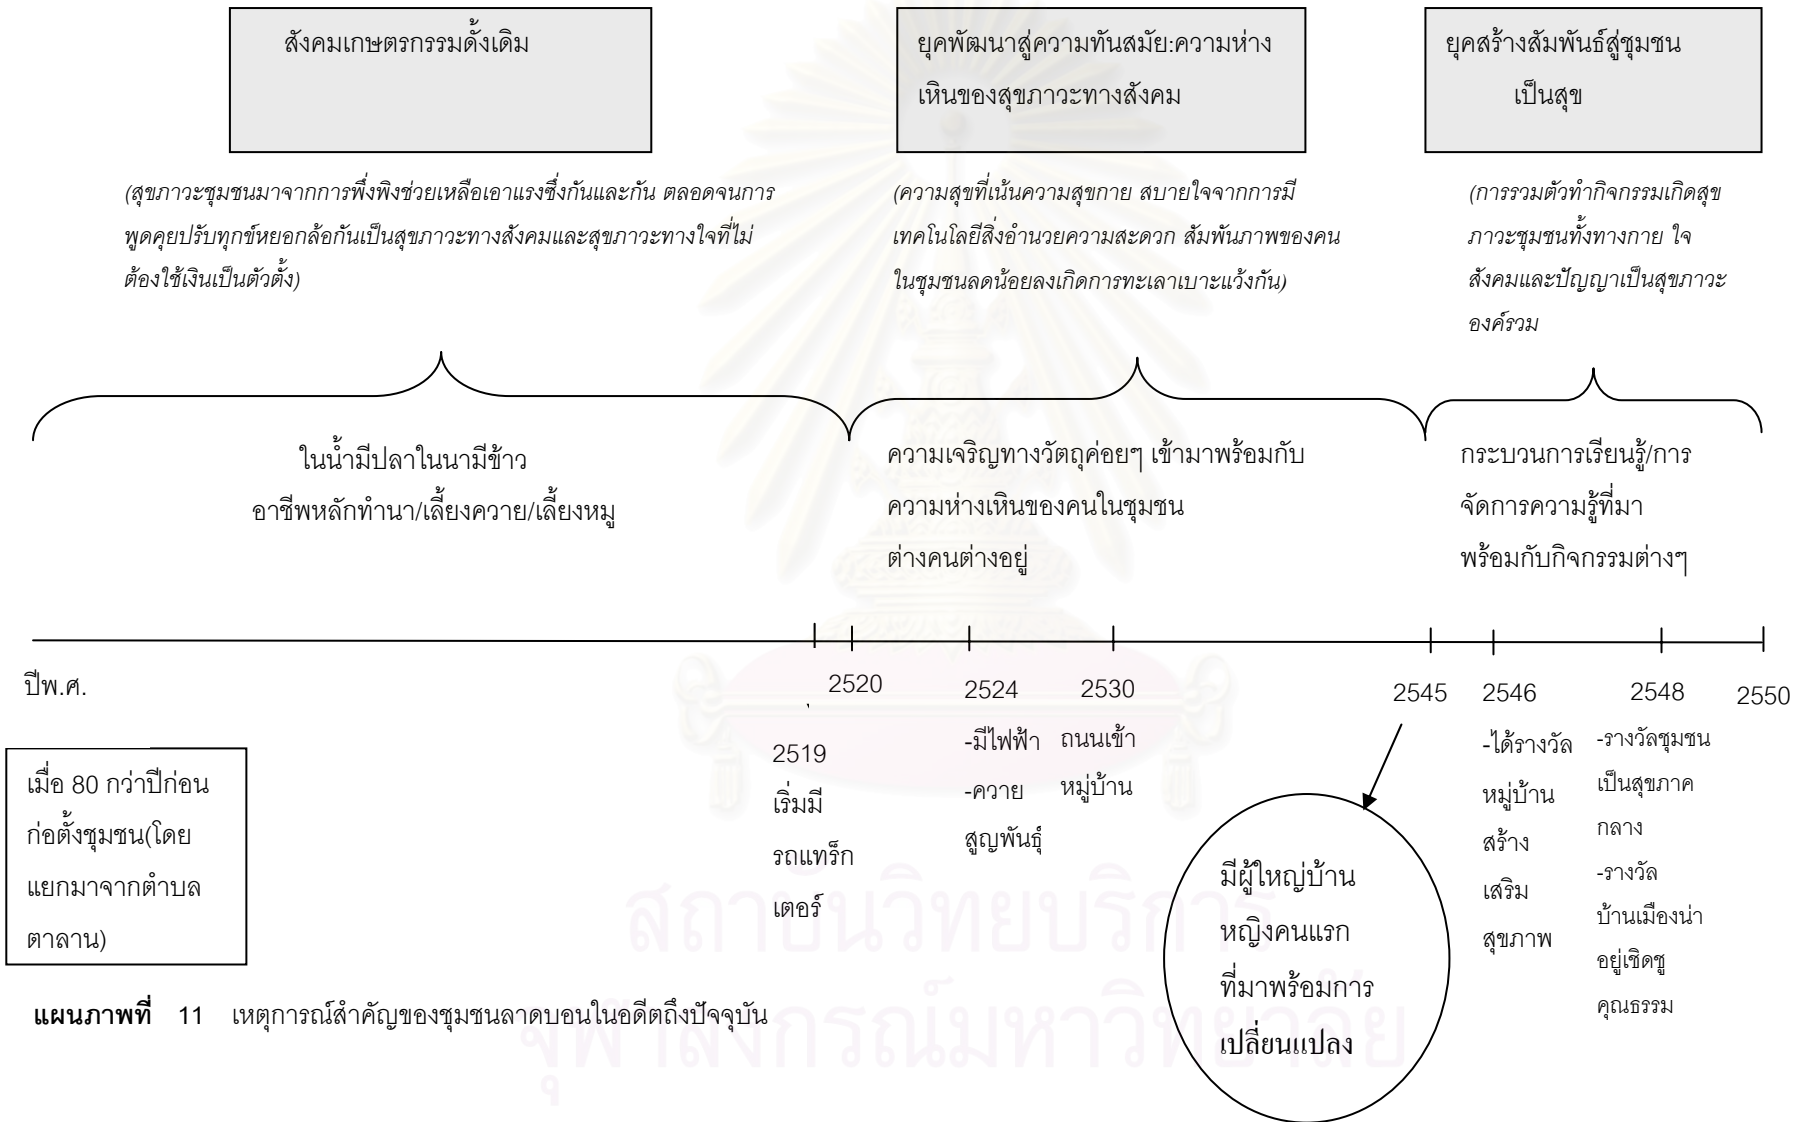 สังคมเกษตรกรรมดั้งเดิม
ยุคพัฒนาสู่ความทันสมัย:ความห่าง
เหินของสุขภาวะทางสังคม
ยุคสร้างสัมพันธ์สู่ชุมชน
เป็นสุข
(สุขภาวะชุมชนมาจากการพึ่งพิงช่วยเหลือเอาแรงซึ่งกันและกัน ตลอดจนการ
พูดคุยปรับทุกข์หยอกล้อกันเป็นสุขภาวะทางสังคมและสุขภาวะทางใจที่ไม่
ต้องใช้เงินเป็นตัวตั้ง)
(ความสุขที่เน้นความสุขกาย สบายใจจากการมี
เทคโนโลยีสิ่งอำนวยความสะดวก สัมพันภาพของคน
ในชุมชนลดน้อยลงเกิดการทะเลาเบาะแว้งกัน)
(การรวมตัวทำกิจกรรมเกิดสุข
ภาวะชุมชนทั้งทางกาย ใจ
สังคมและปัญญาเป็นสุขภาวะ
องค์รวม
ในน้ำมีปลาในนามีข้าว
อาชีพหลักทำนา/เลี้ยงควาย/เลี้ยงหมู
ความเจริญทางวัตถุค่อยๆ เข้ามาพร้อมกับ
ความห่างเหินของคนในชุมชน
ต่างคนต่างอยู่
กระบวนการเรียนรู้/การ
จัดการความรู้ที่มา
พร้อมกับกิจกรรมต่างๆ
ปีพ.ศ.
2519
เริ่มมี
รถแทร็ก
เตอร์
2520
2524
-มีไฟฟ้า
-ควาย
สูญพันธุ์
2530
ถนนเข้า
หมู่บ้าน
2545
2546
-ได้รางวัล
หมู่บ้าน
สร้าง
เสริม
สุขภาพ
2548
-รางวัลชุมชน
เป็นสุขภาค
กลาง
-รางวัล
บ้านเมืองน่า
อยู่เชิดชู
คุณธรรม
2550
เมื่อ 80 กว่าปีก่อน
ก่อตั้งชุมชน(โดย
แยกมาจากตำบล
ตาลาน)
มีผู้ใหญ่บ้าน
หญิงคนแรก
ที่มาพร้อมการ
เปลี่ยนแปลง
แผนภาพที่ 11 เหตุการณ์สำคัญของชุมชนลาดบอนในอดีตถึงปัจจุบัน
สถาบันวิทยบริการ
จุฬาลงกรณ์มหาวิทยาลัย